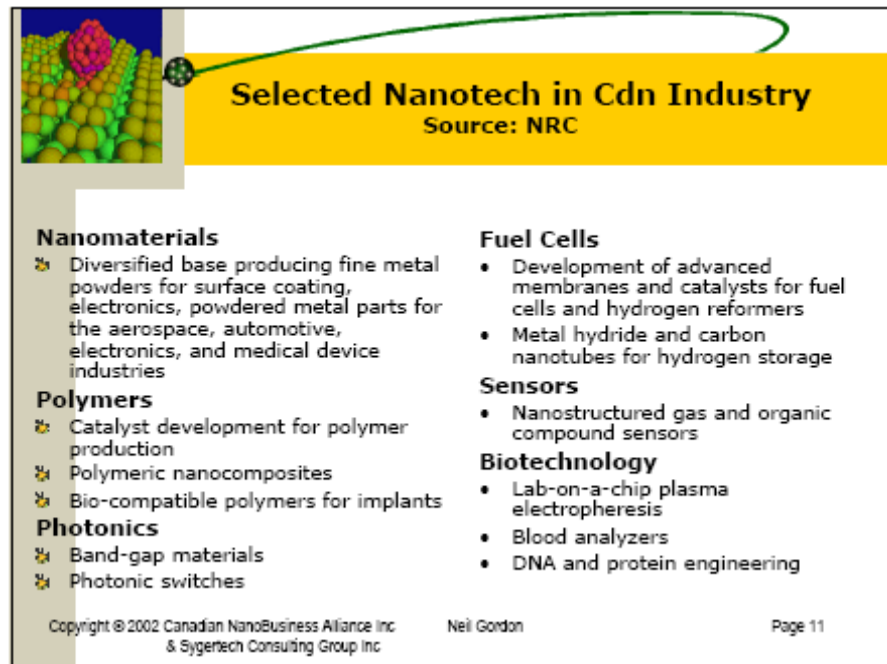 Selected Nanotech in Cdn Industry
Source: NRC
Nanomaterials
Diversified base producing fine metal
powders for surface coating,
electronics, powdered metal parts for
the aerospace, automotive,
electronics, and medical device
industries
Polymers
Catalyst development for polymer
production
Polymeric nanocomposites
Bio-compatible polymers for implants
Photonics
Band-gap materials
Photonic switches
Fuel Cells
• Development of advanced
membranes and catalysts for fuel
cells and hydrogen reformers
• Metal hydride and carbon
nanotubes for hydrogen storage
Sensors
• Nanostructured gas and organic
compound sensors
Biotechnology
• Lab-on-a-chip plasma
electropheresis
• Blood analyzers
• DNA and protein engineering
Copyright © 2002 Canadian NanoBusiness Alliance Inc Neil Gordon Page 11
& Sygertech Consulting Group Inc